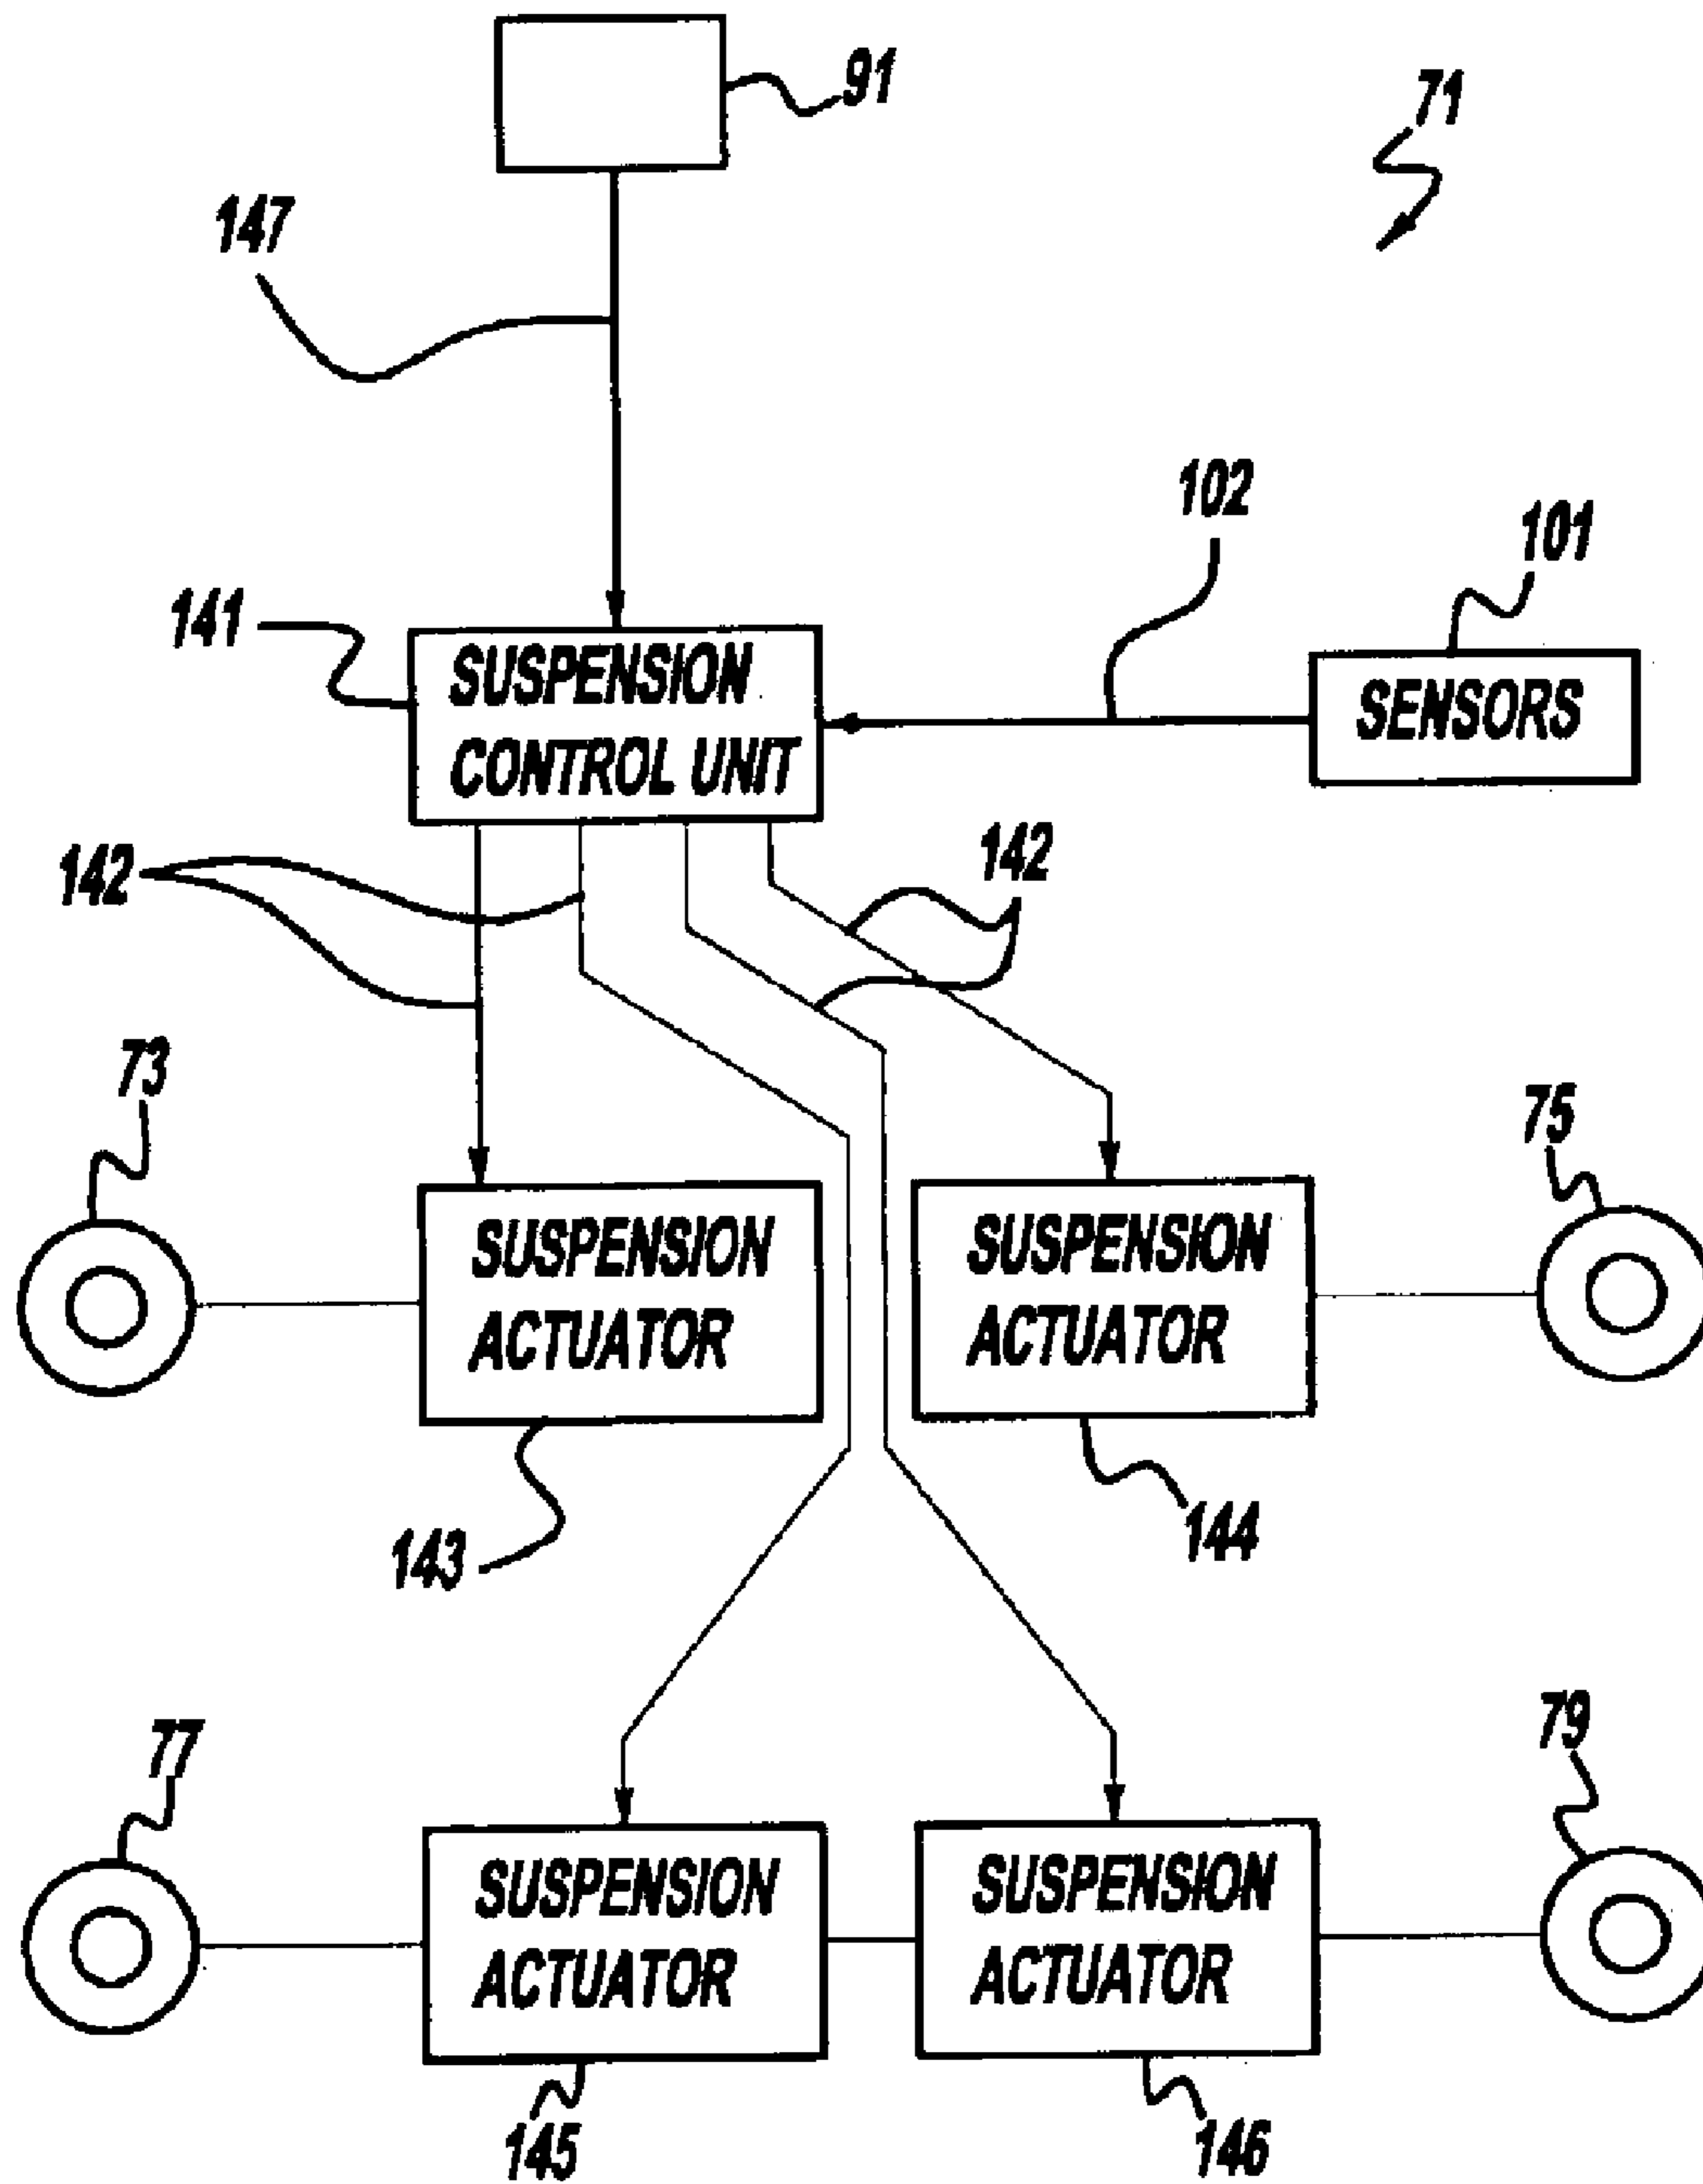 91
71
147
102
101
141
SUSPENSION
CONTROL UNIT
SENSORS
142
142
73
75
SUSPENSION
ACTUATOR
SUSPENSION
ACTUATOR
143
144
77
79
SUSPENSION
ACTUATOR
SUSPENSION
ACTUATOR
145
146